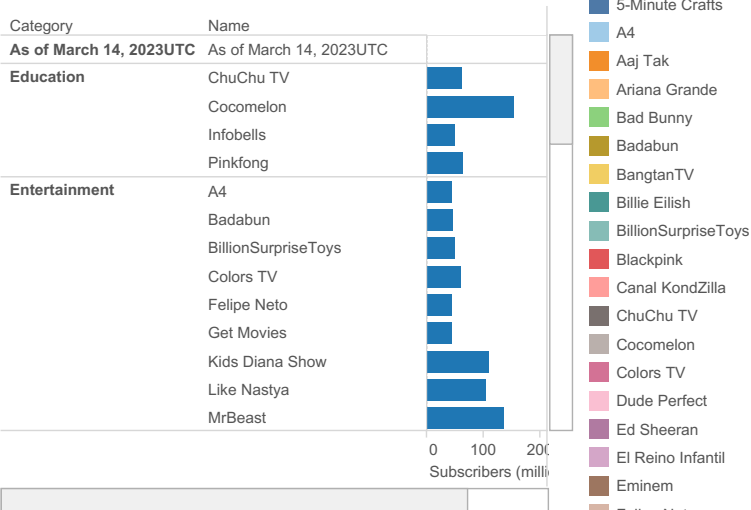 Category Name
As of March 14, 2023UTC As of March 14, 2023UTC
Education ChuChu TV
Cocomelon
Infobells
Pinkfong
Entertainment A4
Badabun
BillionSurpriseToys
Colors TV
Felipe Neto
Get Movies
Kids Diana Show
Like Nastya
MrBeast
0 100 200
Subscribers (milli
5-Minute Crafts
A4
Aaj Tak
Ariana Grande
Bad Bunny
Badabun
BangtanTV
Billie Eilish
BillionSurpriseToys
Blackpink
Canal KondZilla
ChuChu TV
Cocomelon
Colors TV
Dude Perfect
Ed Sheeran
El Reino Infantil
Eminem